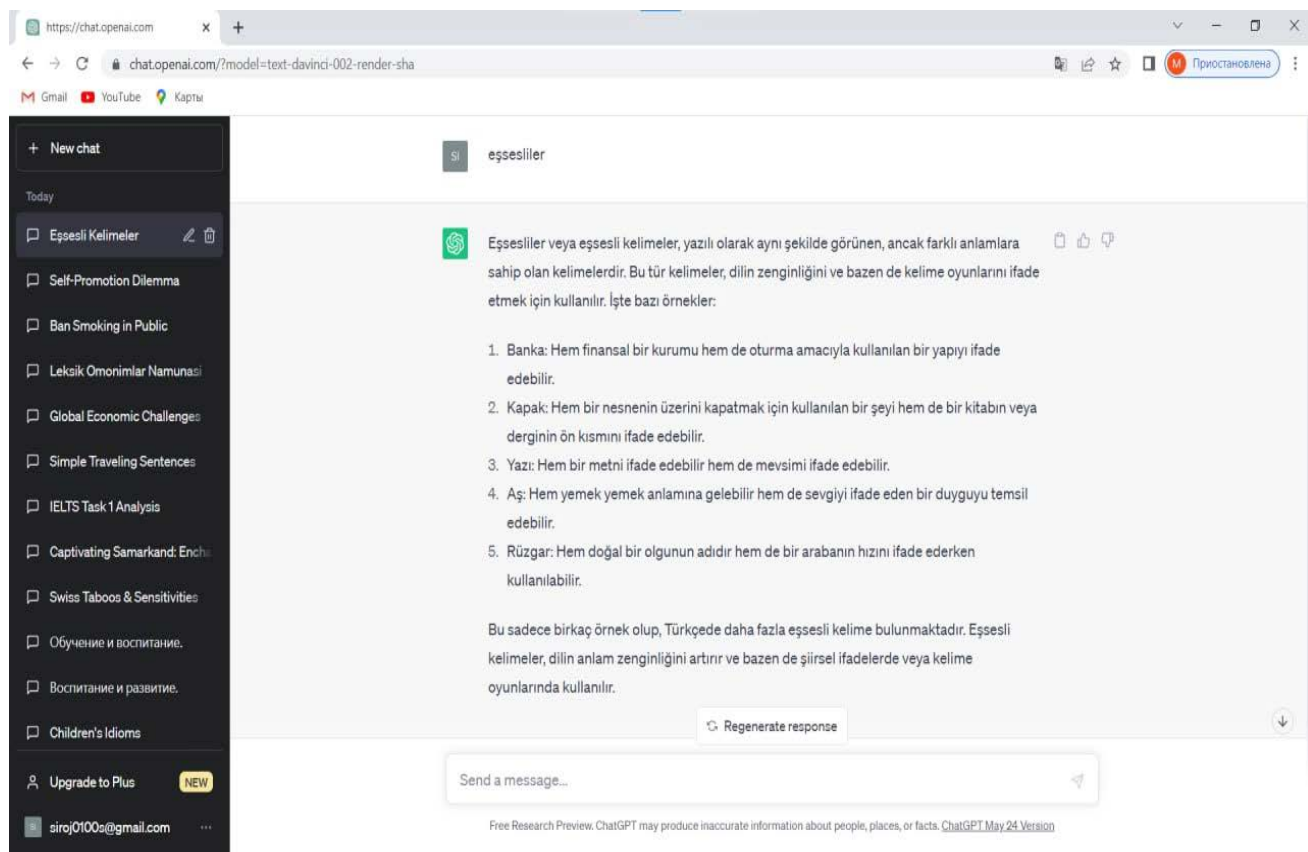 https://chat.openai.com
chat.openai.com/?model=text-davinci-002-render-sha
М
Приостановлена
Gmail
YouTube
Карты
+ New chat
Today
Eşsesli Kelimeler
Self-Promotion Dilemma
Ban Smoking in Public
Leksik Omonimlar Namunasi
Global Economic Challenges
Simple Traveling Sentences
IELTS Task 1 Analysis
Captivating Samarkand:
Swiss Taboos & Sensitivities
Обучение и воспитание.
Воспитание и развитие.
Children's Idioms
Upgrade to Plus
NEW
siroj0100s@gmail.com
SI
eşsesliler
Eşsesliler veya eşsesli kelimeler, yazılı olarak aynı şekilde görünen, ancak farklı anlamlara
sahip olan kelimelerdir. Bu tür kelimeler, dilin zenginliğini ve bazen de kelime oyunlarını ifade
etmek için kullanılır. İşte bazı örnekler:
1. Banka: Hem finansal bir kurumu hem de oturma amacıyla kullanılan bir yapıyı ifade
edebilir.
2. Kapak: Hem bir nesnenin üzerini kapatmak için kullanılan bir şeyi hem de bir kitabın veya
derginin ön kısmını ifade edebilir.
3. Yazı: Hem bir metni ifade edebilir hem de mevsimi ifade edebilir.
4. Aş: Hem yemek yemek anlamına gelebilir hem de sevgiyi ifade eden bir duyguyu temsil
edebilir.
5. Rüzgar: Hem doğal bir olgunun adıdır hem de bir arabanın hızını ifade ederken
kullanılabilir.
Bu sadece birkaç örnek olup, Türkçede daha fazla eşsesli kelime bulunmaktadır. Eşsesli
kelimeler, dilin anlam zenginliğini artırır ve bazen de şiirsel ifadelerde veya kelime
oyunlarında kullanılır.
Regenerate response
Send a message...
Free Research Preview. ChatGPT may produce inaccurate information about people, places, or facts. ChatGPT May 24 Version